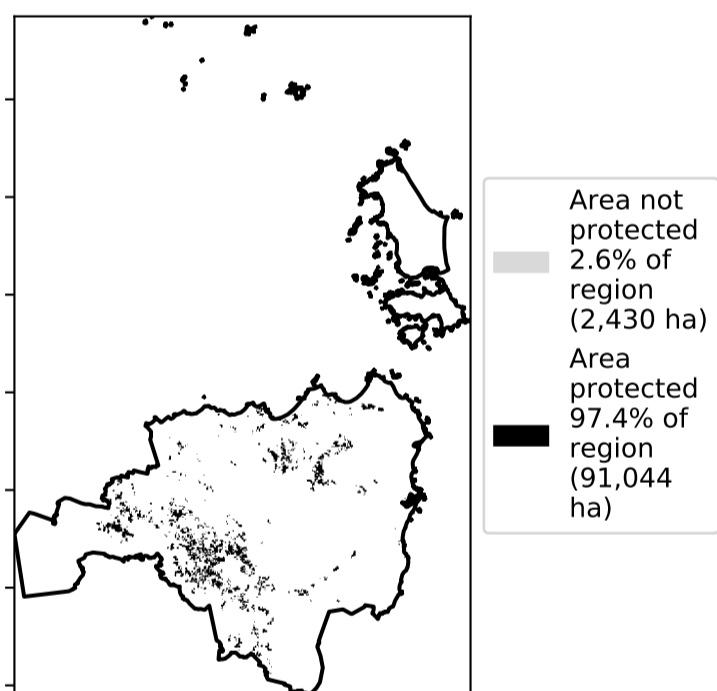 Area not
protected
2.6% of
region
(2,430 ha)
Area
protected
97.4% of
region
(91,044
ha)